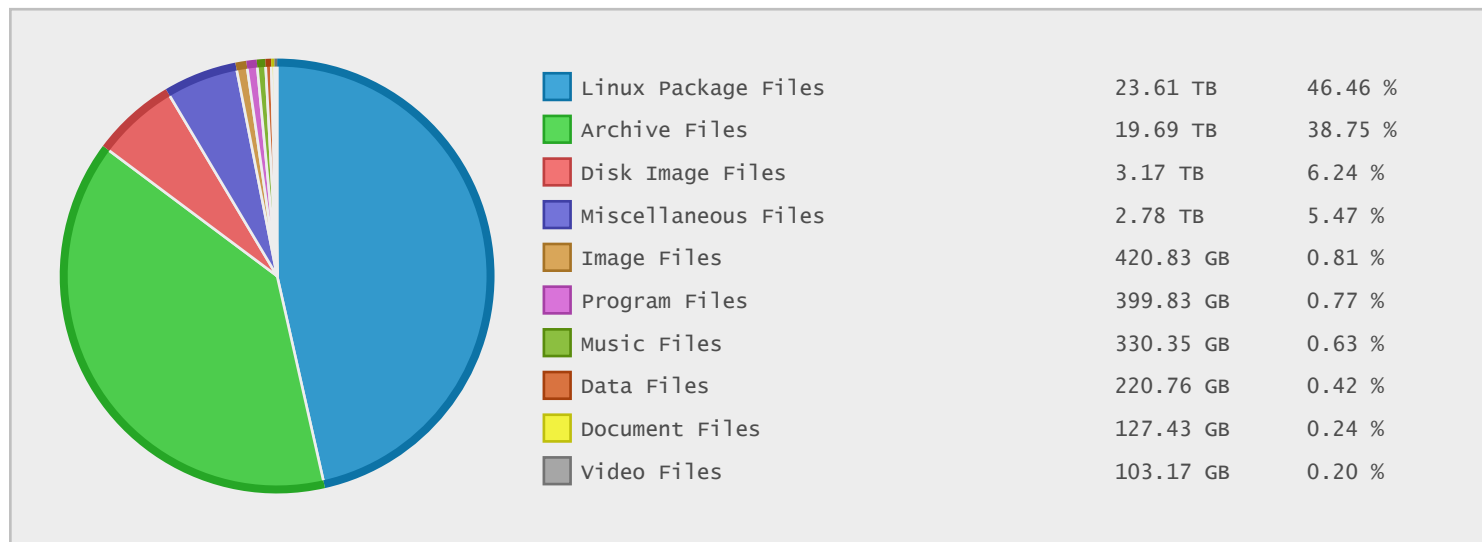 Linux Package Files 23.61 TB 46.46 %
Archive Files 19.69 TB 38.75 %
Disk Image Files 3.17 TB 6.24 %
Miscellaneous Files 2.78 TB 5.47 %
Image Files 420.83 GB 0.81 %
Program Files 399.83 GB 0.77 %
Music Files 330.35 GB 0.63 %
Data Files 220.76 GB 0.42 %
Document Files 127.43 GB 0.24 %
Video Files 103.17 GB 0.20 %